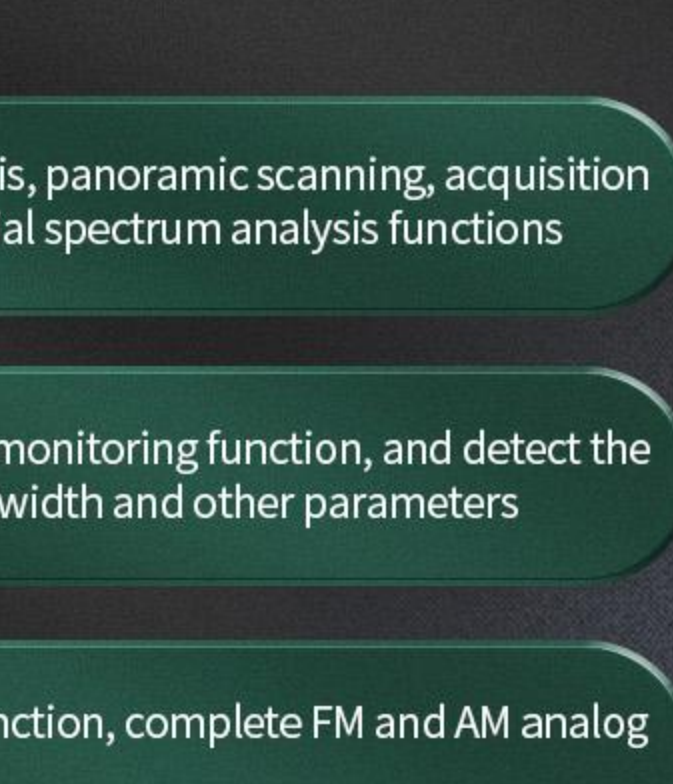 is, panoramic scanning, acquisition
al spectrum analysis functions
monitoring function, and detect the
width and other parameters
nction, complete FM and AM analog